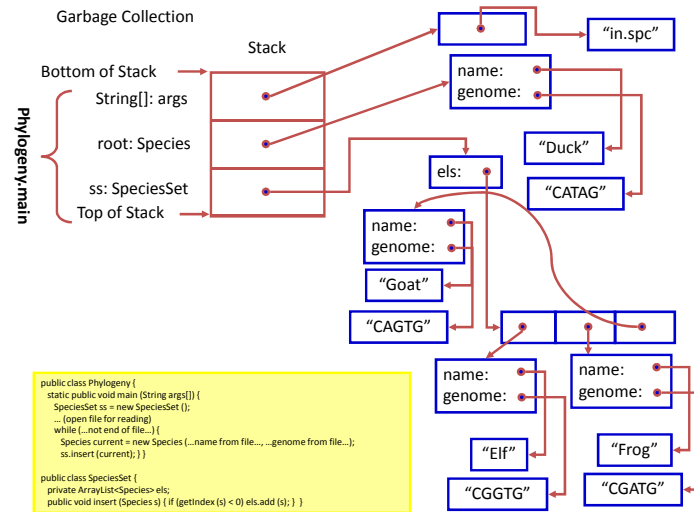 Garbage Collection
Stack
Bottom of Stack
String[]: args
root: Species
ss: SpeciesSet
Top of Stack
Phylogeny.main
“in.spc”
name:
genome:
“Duck”
“CATAG”
els:
name:
genome:
“Goat”
“CAGTG”
name:
genome:
“Elf”
“CGGTG”
name:
genome:
“Frog”
“CGATG”
public class Phylogeny {
static public void main (String args[]) {
SpeciesSet ss = new SpeciesSet ();
… (open file for reading)
while (…not end of file…) {
Species current = new Species (…name from file…, …genome from file…);
ss.insert (current); } }
public class SpeciesSet {
private ArrayList<Species> els;
public void insert (Species s) { if (getIndex (s) < 0) els.add (s); } }